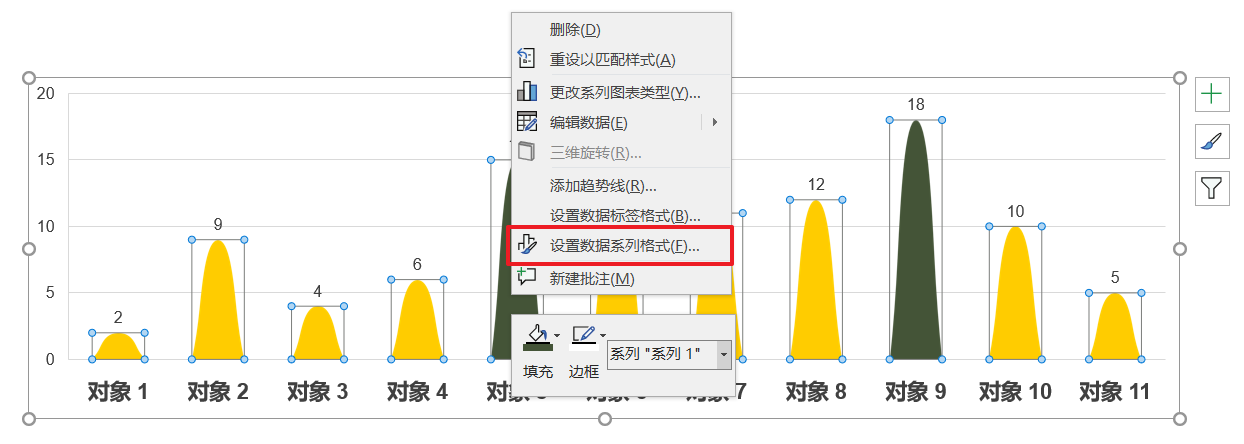 删除(D)
重设以匹配样式(A)
更改系列图表类型(Y)...
编辑数据(E)
三维旋转(R)...
添加趋势线(R)...
设置数据标签格式(B)...
设置数据系列格式(F)...
新建批注(M)
填充
边框
系列 "系列 1"
20
15
10
5
0
2
9
4
6
12
18
10
5
对象 1
对象 2
对象 3
对象 4
对象 8
对象 9
对象 10
对象 11